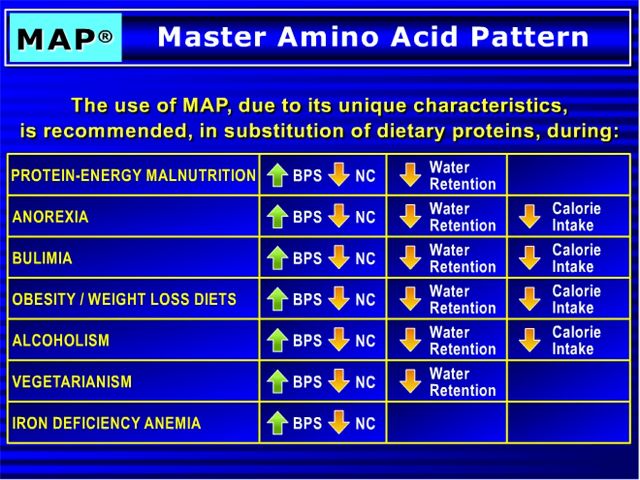 MAP® Master Amino Acid Pattern
The use of MAP, due to its unique characteristics,
is recommended, in substitution of dietary proteins, during:
PROTEIN-ENERGY MALNUTRITION BPS NC Water Retention
ANOREXIA BPS NC Water Retention Calorie Intake
BULIMIA BPS NC Water Retention Calorie Intake
OBESITY / WEIGHT LOSS DIETS BPS NC Water Retention Calorie Intake
ALCOHOLISM BPS NC Water Retention Calorie Intake
VEGETARIANISM BPS NC Water Retention
IRON DEFICIENCY ANEMIA BPS NC